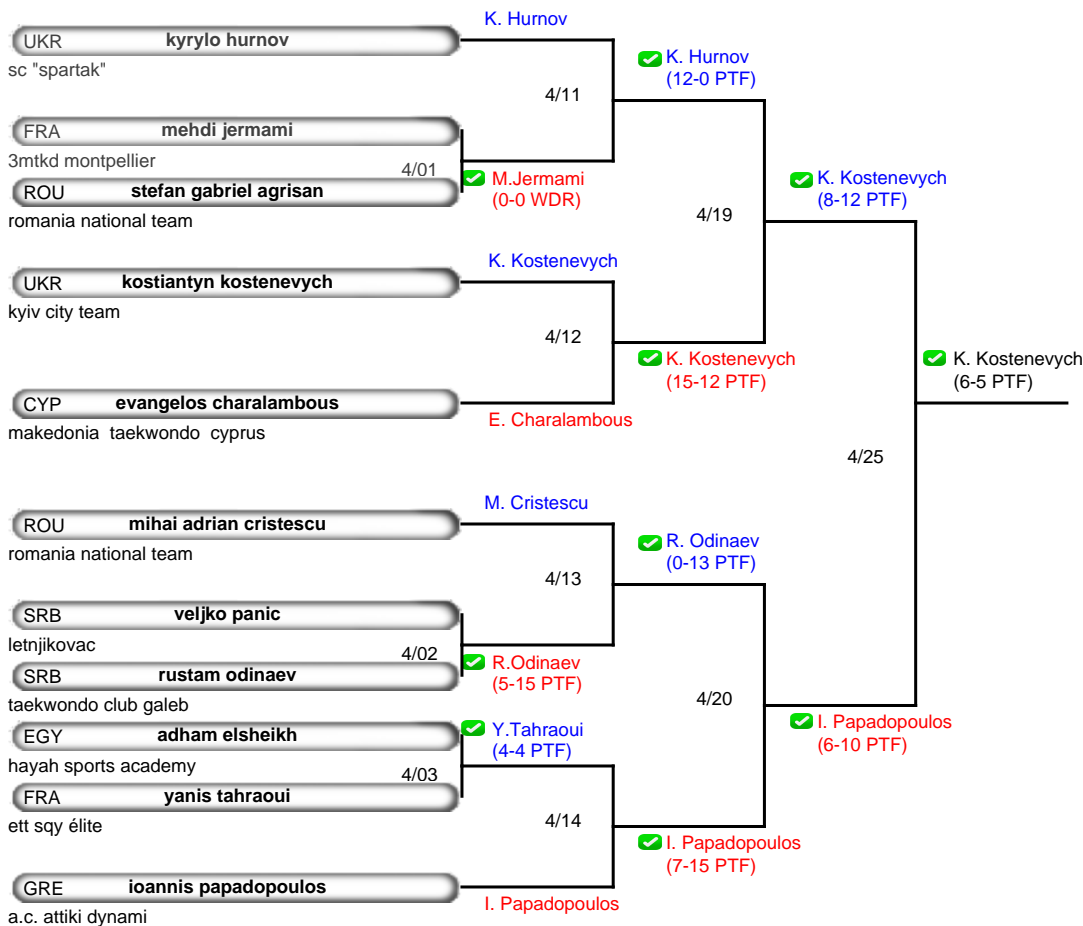 K. Hurnov
UKR kyrylo hurnov
sc "spartak"
K. Hurnov
(12-0 PTF)
4/11
FRA mehdi jermami
3mtkd montpellier
4/01
M.Jermami
(0-0 WDR)
ROU stefan gabriel agrisan
romania national team
K. Kostenevych
(8-12 PTF)
4/19
K. Kostenevych
UKR kostiantyn kostenevych
kyiv city team
4/12
K. Kostenevych
(15-12 PTF)
CYP evangelos charalambous
makedonia taekwondo cyprus
E. Charalambous
K. Kostenevych
(6-5 PTF)
4/25
M. Cristescu
ROU mihai adrian cristescu
romania national team
R. Odinaev
(0-13 PTF)
4/13
SRB veljko panic
letnjikovac
4/02
R.Odinaev
(5-15 PTF)
SRB rustam odinaev
taekwondo club galeb
4/20
I. Papadopoulos
(6-10 PTF)
EGY adham elsheikh
hayah sports academy
Y.Tahraoui
(4-4 PTF)
4/03
FRA yanis tahraoui
ett sqy élite
4/14
I. Papadopoulos
(7-15 PTF)
GRE ioannis papadopoulos
a.c. attiki dynami
I. Papadopoulos